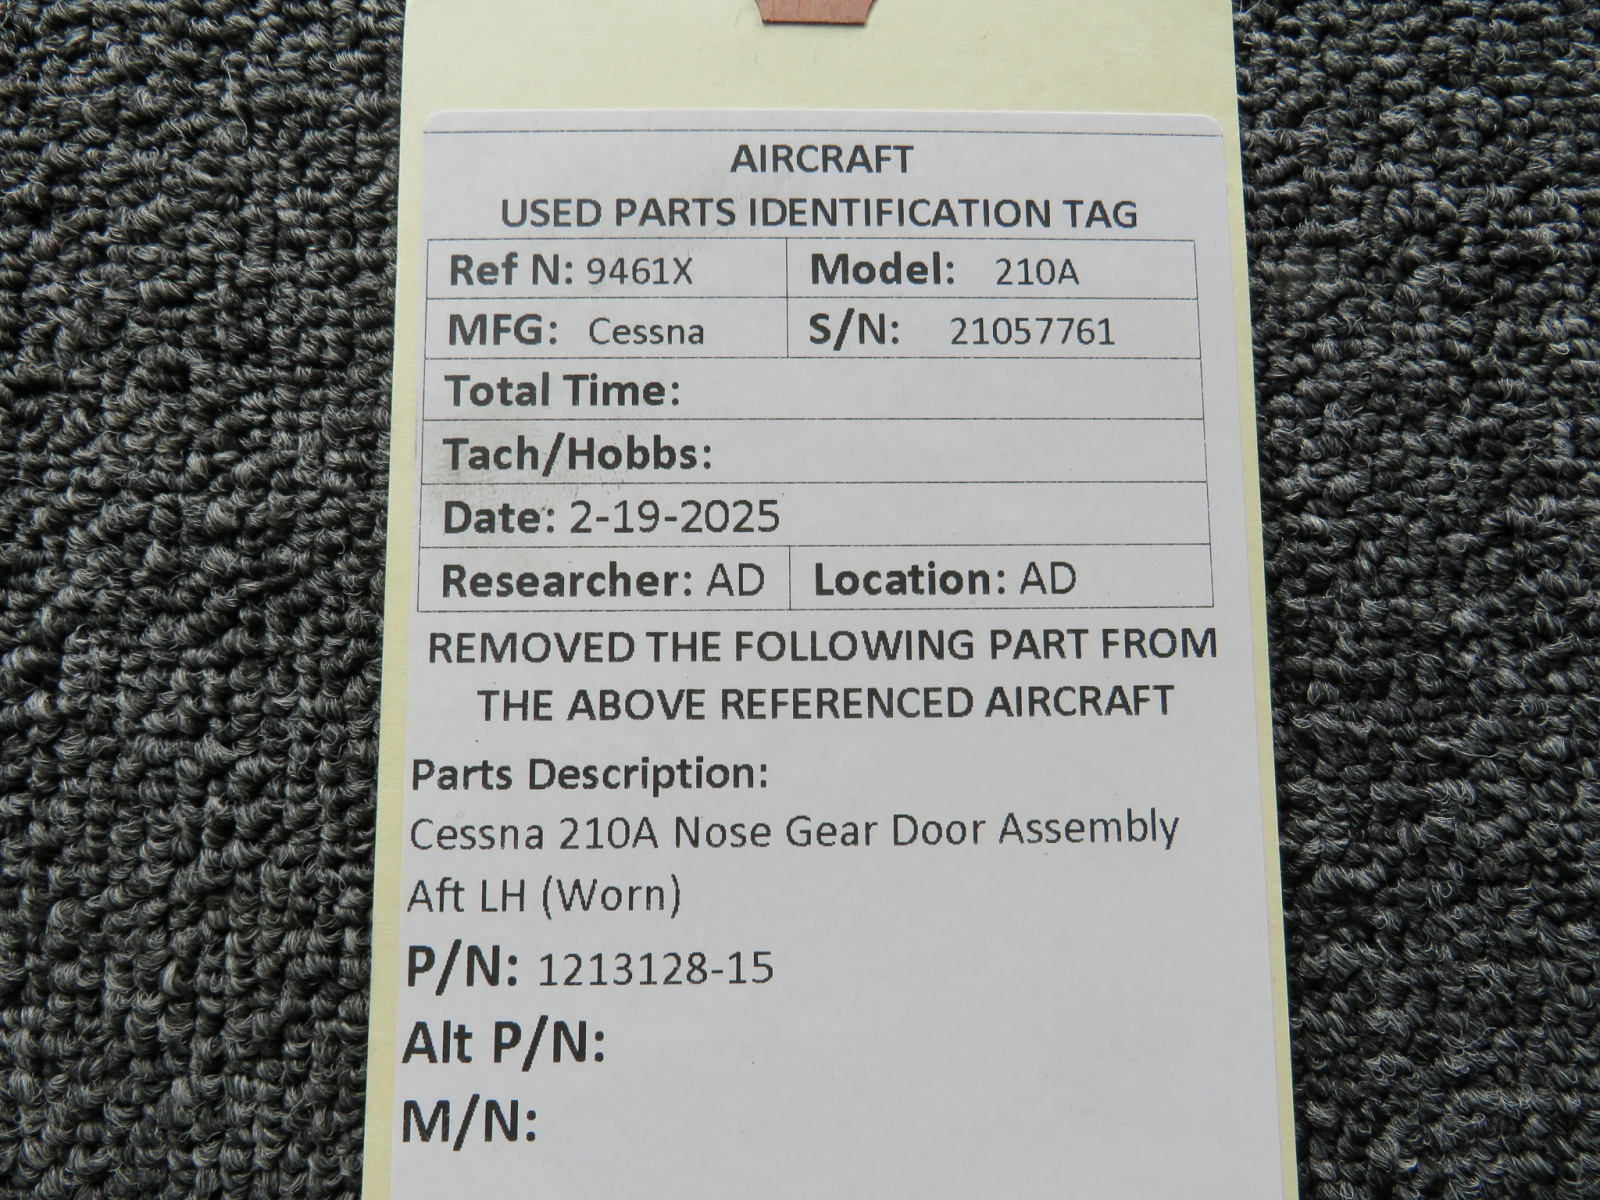 AIRCRAFT
USED PARTS IDENTIFICATION TAG
Ref N: 9461X Model: 210A
MFG: Cessna S/N: 21057761
Total Time:
Tach/Hobbs:
Date: 2-19-2025
Researcher: AD Location: AD
REMOVED THE FOLLOWING PART FROM
THE ABOVE REFERENCED AIRCRAFT
Parts Description:
Cessna 210A Nose Gear Door Assembly
Aft LH (Worn)
P/N: 1213128-15
Alt P/N:
M/N: